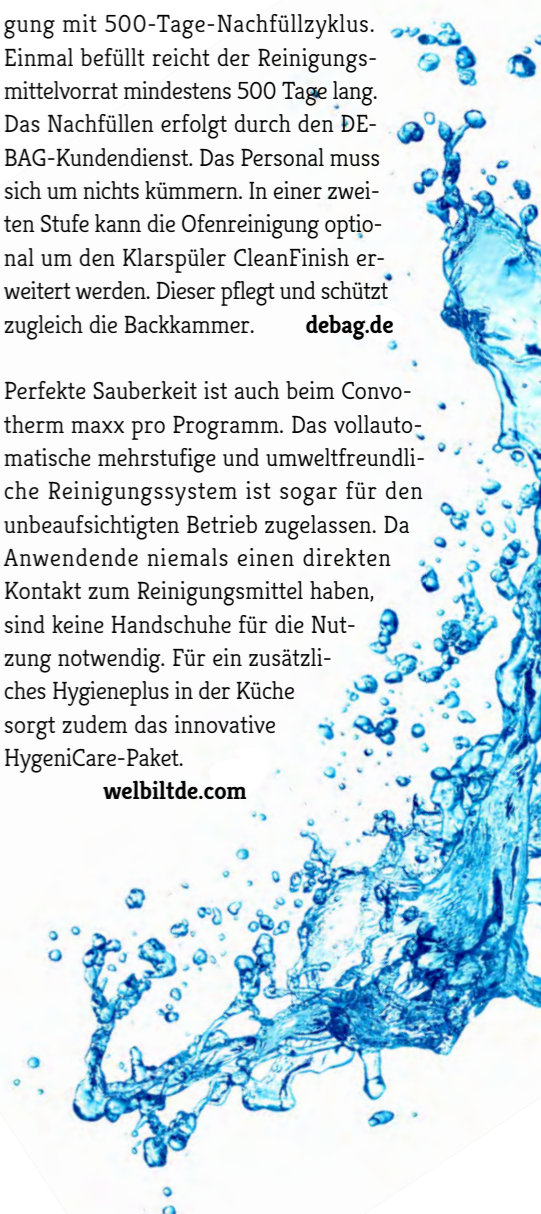 gung mit 500-Tage-Nachfüllzyklus.
Einmal befüllt reicht der Reinigungs-
mittelvorrat mindestens 500 Tage lang.
Das Nachfüllen erfolgt durch den DE-
BAG-Kundendienst. Das Personal muss
sich um nichts kümmern. In einer zwei-
ten Stufe kann die Ofenreinigung optio-
nal um den Klarspüler CleanFinish er-
weitert werden. Dieser pflegt und schützt
zugleich die Backkammer. debag.de
Perfekte Sauberkeit ist auch beim Convo-
therm maxx pro Programm. Das vollauto-
matische mehrstufige und umweltfreundli-
che Reinigungssystem ist sogar für den
unbeaufsichtigten Betrieb zugelassen. Da
Anwendende niemals einen direkten
Kontakt zum Reinigungsmittel haben,
sind keine Handschuhe für die Nut-
zung notwendig. Für ein zusätzli-
ches Hygieneplus in der Küche
sorgt zudem das innovative
HygeniCare-Paket.
welbiltde.com